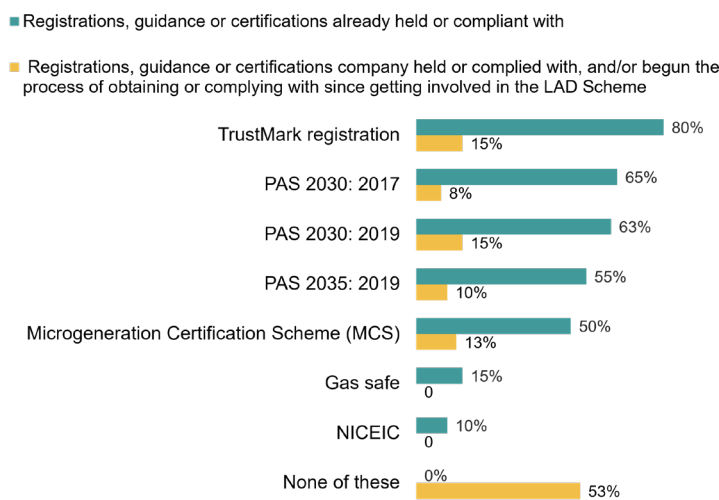 Registrations, guidance or certifications already held or compliant with
Registrations, guidance or certifications company held or complied with, and/or begun the
process of obtaining or complying with since getting involved in the LAD Scheme
TrustMark registration
80%
15%
PAS 2030: 2017
65%
8%
PAS 2030: 2019
63%
15%
PAS 2035: 2019
55%
10%
Microgeneration Certification Scheme (MCS)
50%
13%
Gas safe
15%
0
NICEIC
10%
0
None of these
0%
53%